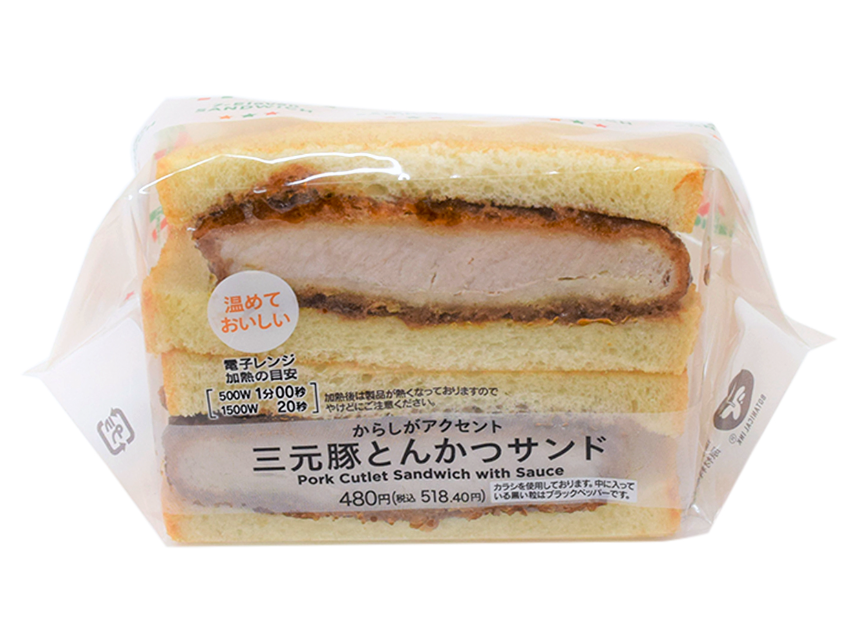 7-Eleven
SANDWICH
温めて
おいしい
電子レンジ
加熱の目安
500W 1分00秒
1500W 20秒
加熱後は製品が熱くなっておりますので
やけどにご注意ください。
からしがアクセント
三元豚とんかつサンド
Pork Cutlet Sandwich with Sauce
480円(税込 518.40円)
カラシを使用しております。中に入って
いる黒い粒はブラックペッパーです。
BOTANICAL INK